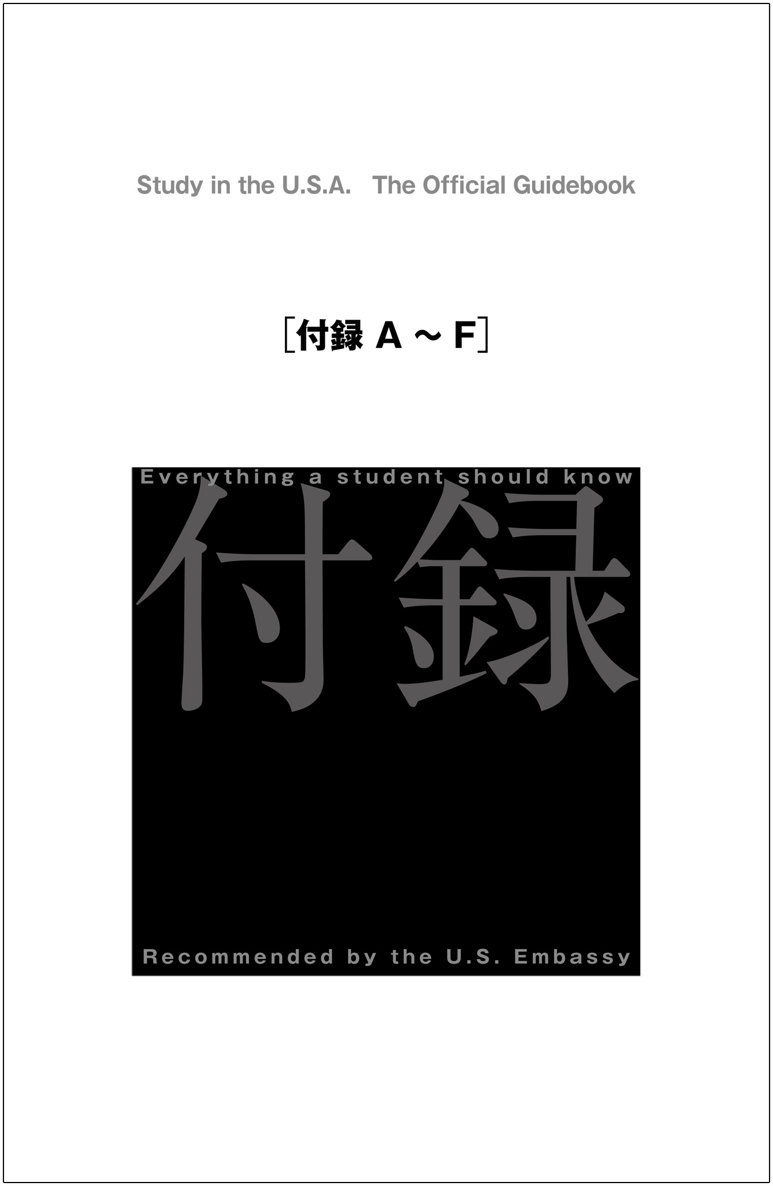 Study in the U.S.A. The Official Guidebook
［付録 A ～ F］
Everything a student should know
付録
Recommended by the U.S. Embassy